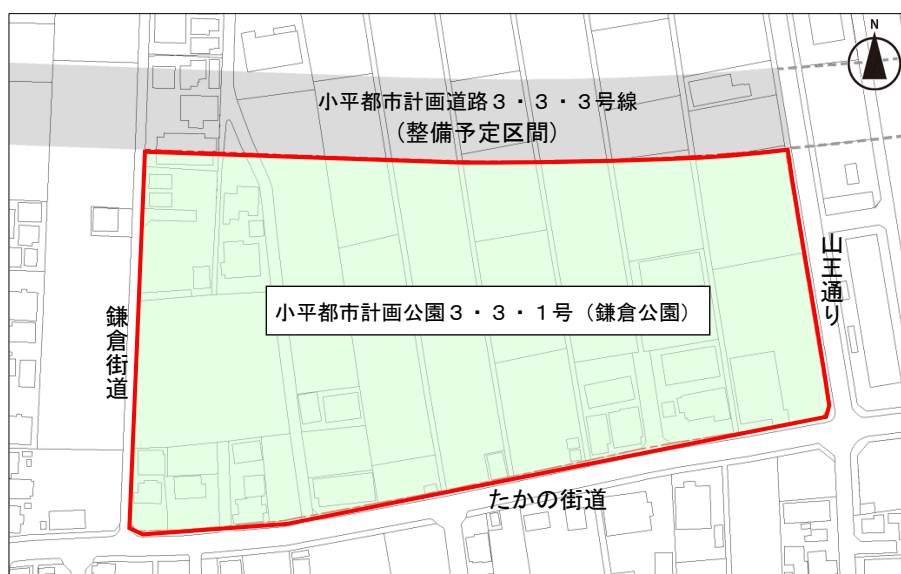 N
小平都市計画道路３・３・３号線
(整備予定区間)
小平都市計画公園３・３・１号（鎌倉公園）
鎌倉街道
山王通り
たかの街道